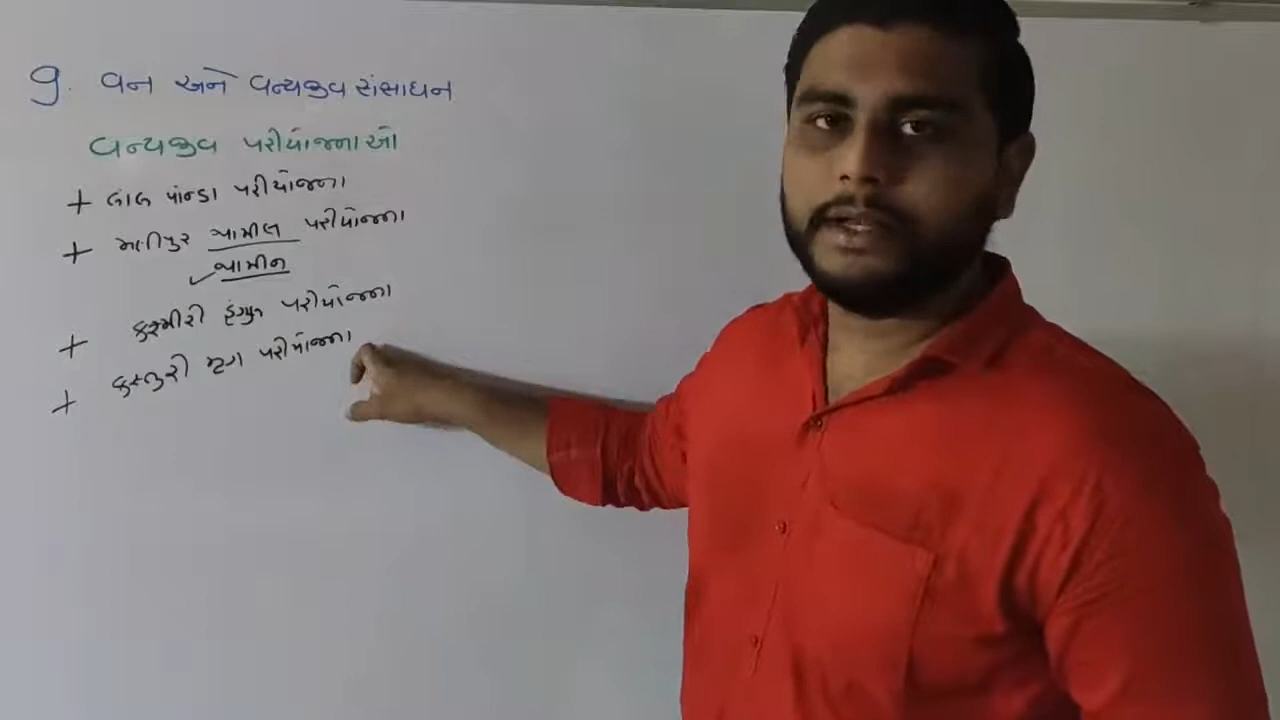 9. વન અને વન્યજીવ સંસાધન
વન્યજીવ પરીયોજનાઓ
+ લાલ પાંન્ડા પરીયોજના
+ મણીપુર થામીલ પરીયોજના
✓થામીન
+ કશ્મીરી હંગુલ પરીયોજના
+ કસ્તુરી મૃગ પરીયોજના